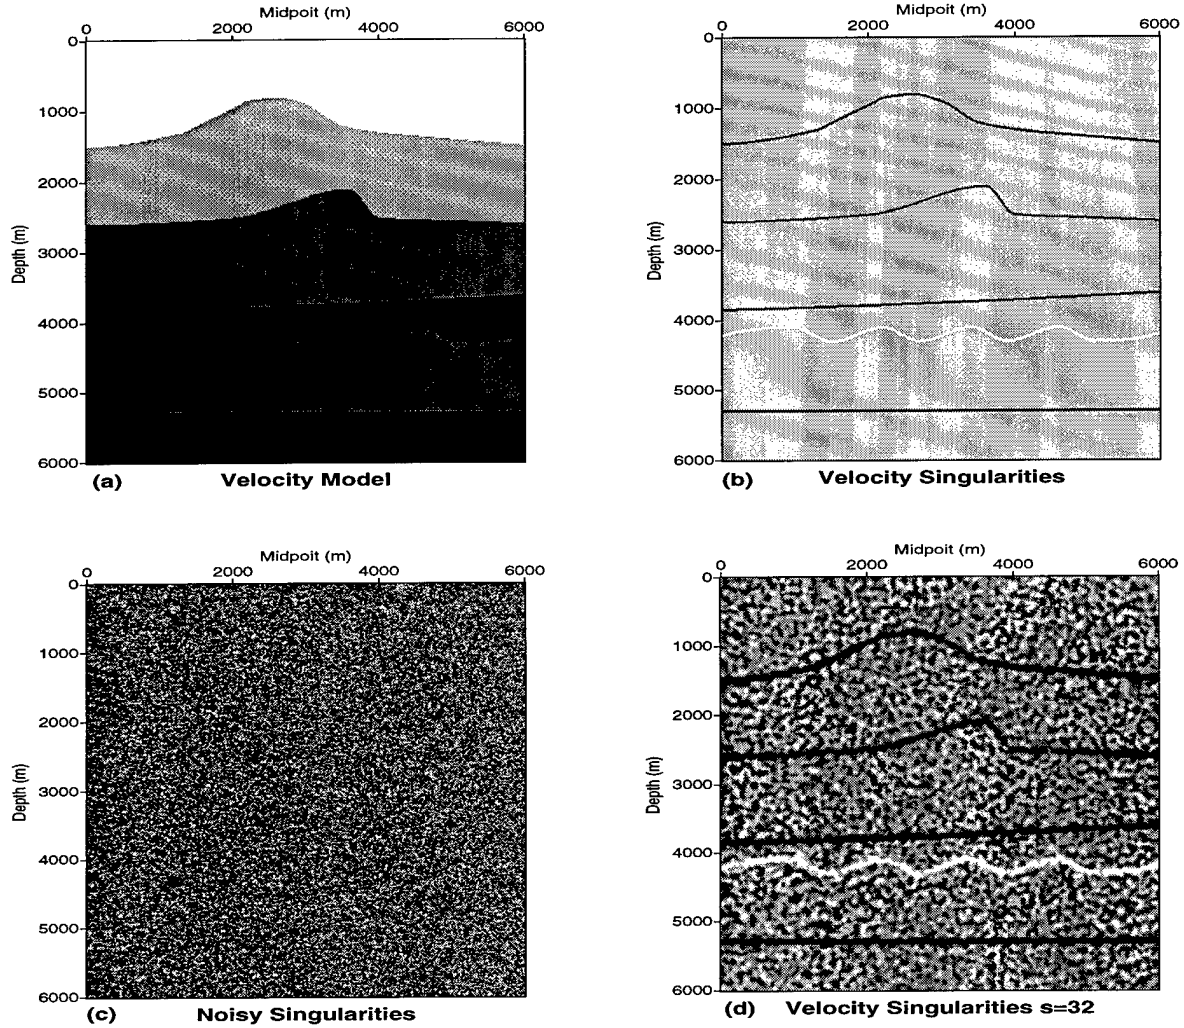 Midpoit (m)
0 2000 4000 6000
0
1000
2000
3000
4000
5000
6000
Depth (m)
(a) Velocity Model
Midpoit (m)
0 2000 4000 6000
0
1000
2000
3000
4000
5000
6000
Depth (m)
(b) Velocity Singularities
Midpoit (m)
0 2000 4000 6000
0
1000
2000
3000
4000
5000
6000
Depth (m)
(c) Noisy Singularities
Midpoit (m)
0 2000 4000 6000
0
1000
2000
3000
4000
5000
6000
Depth (m)
(d) Velocity Singularities s=32